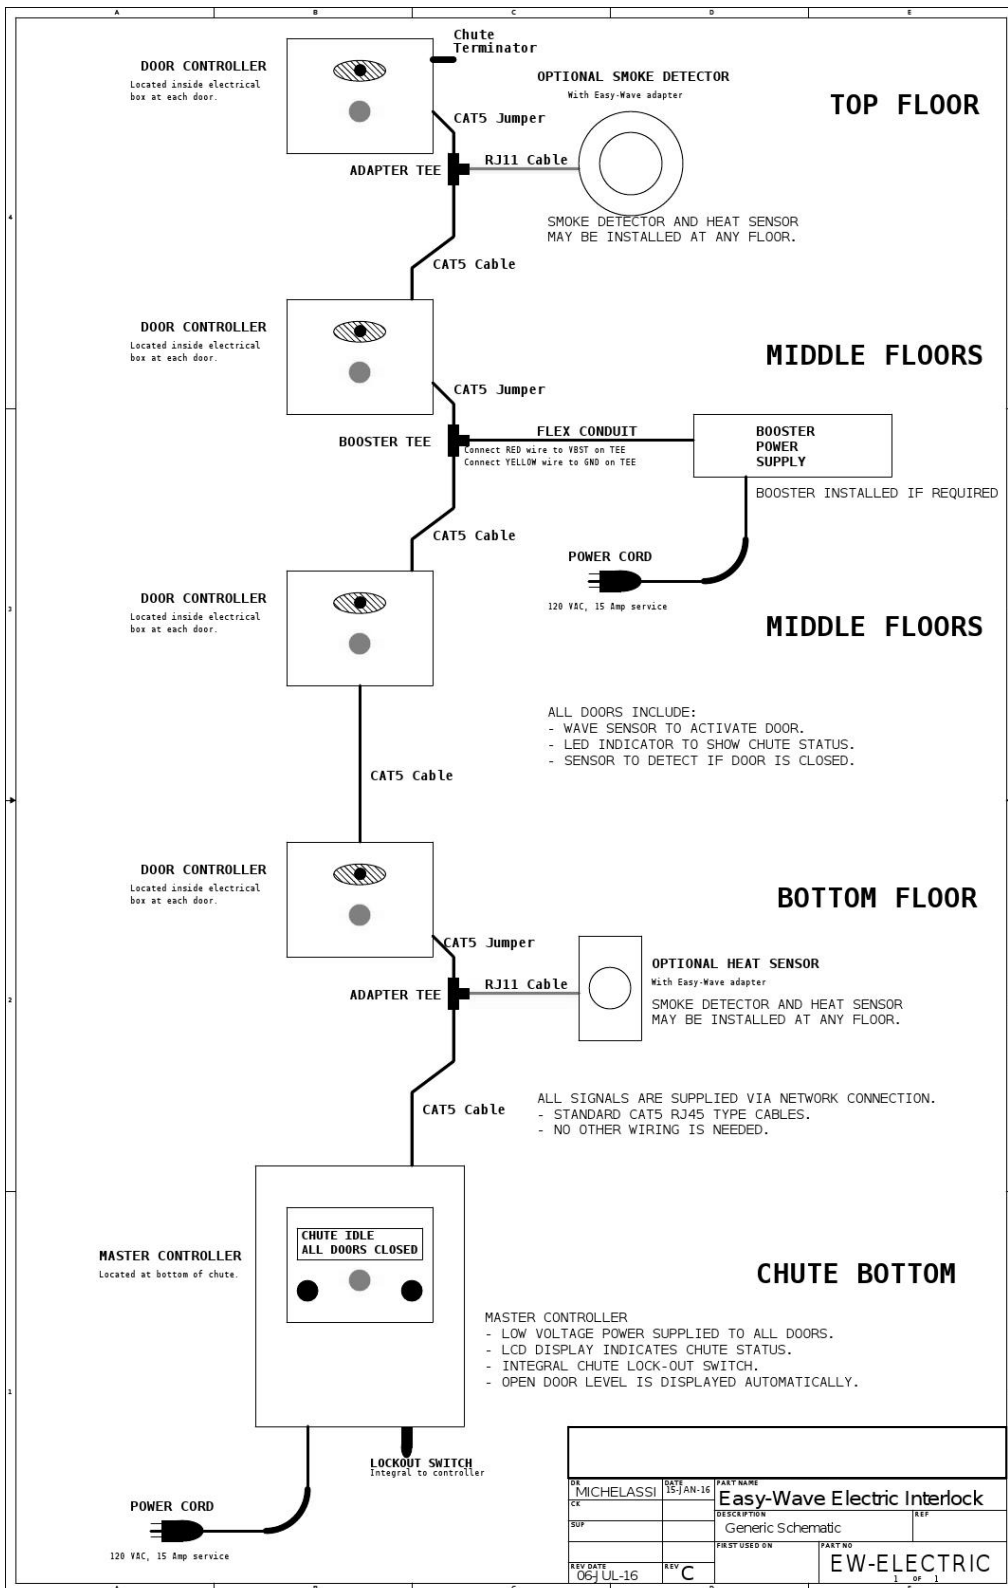 A B C D E
Chute
Terminator
DOOR CONTROLLER
Located inside electrical
box at each door.
OPTIONAL SMOKE DETECTOR
With Easy-Wave adapter
TOP FLOOR
CAT5 Jumper
ADAPTER TEE
RJ11 Cable
4
SMOKE DETECTOR AND HEAT SENSOR
MAY BE INSTALLED AT ANY FLOOR.
CAT5 Cable
DOOR CONTROLLER
Located inside electrical
box at each door.
MIDDLE FLOORS
CAT5 Jumper
BOOSTER TEE
FLEX CONDUIT
Connect RED wire to VBST on TEE
Connect YELLOW wire to GND on TEE
BOOSTER
POWER
SUPPLY
BOOSTER INSTALLED IF REQUIRED
CAT5 Cable
POWER CORD
120 VAC, 15 Amp service
DOOR CONTROLLER
Located inside electrical
box at each door.
3
MIDDLE FLOORS
ALL DOORS INCLUDE:
- WAVE SENSOR TO ACTIVATE DOOR.
- LED INDICATOR TO SHOW CHUTE STATUS.
- SENSOR TO DETECT IF DOOR IS CLOSED.
CAT5 Cable
DOOR CONTROLLER
Located inside electrical
box at each door.
BOTTOM FLOOR
CAT5 Jumper
ADAPTER TEE
RJ11 Cable
OPTIONAL HEAT SENSOR
With Easy-Wave adapter
SMOKE DETECTOR AND HEAT SENSOR
MAY BE INSTALLED AT ANY FLOOR.
2
CAT5 Cable
ALL SIGNALS ARE SUPPLIED VIA NETWORK CONNECTION.
- STANDARD CAT5 RJ45 TYPE CABLES.
- NO OTHER WIRING IS NEEDED.
CHUTE IDLE
ALL DOORS CLOSED
MASTER CONTROLLER
Located at bottom of chute.
CHUTE BOTTOM
MASTER CONTROLLER
- LOW VOLTAGE POWER SUPPLIED TO ALL DOORS.
- LCD DISPLAY INDICATES CHUTE STATUS.
- INTEGRAL CHUTE LOCK-OUT SWITCH.
- OPEN DOOR LEVEL IS DISPLAYED AUTOMATICALLY.
1
LOCKOUT SWITCH
Integral to controller
POWER CORD
120 VAC, 15 Amp service
DR MICHELASSI
DATE 15-JAN-16
PART NAME
Easy-Wave Electric Interlock
CK
SUP
DESCRIPTION
Generic Schematic
REF
FIRST USED ON
PART NO
EW-ELECTRIC
1 OF 1
REV DATE
06-JUL-16
REV C